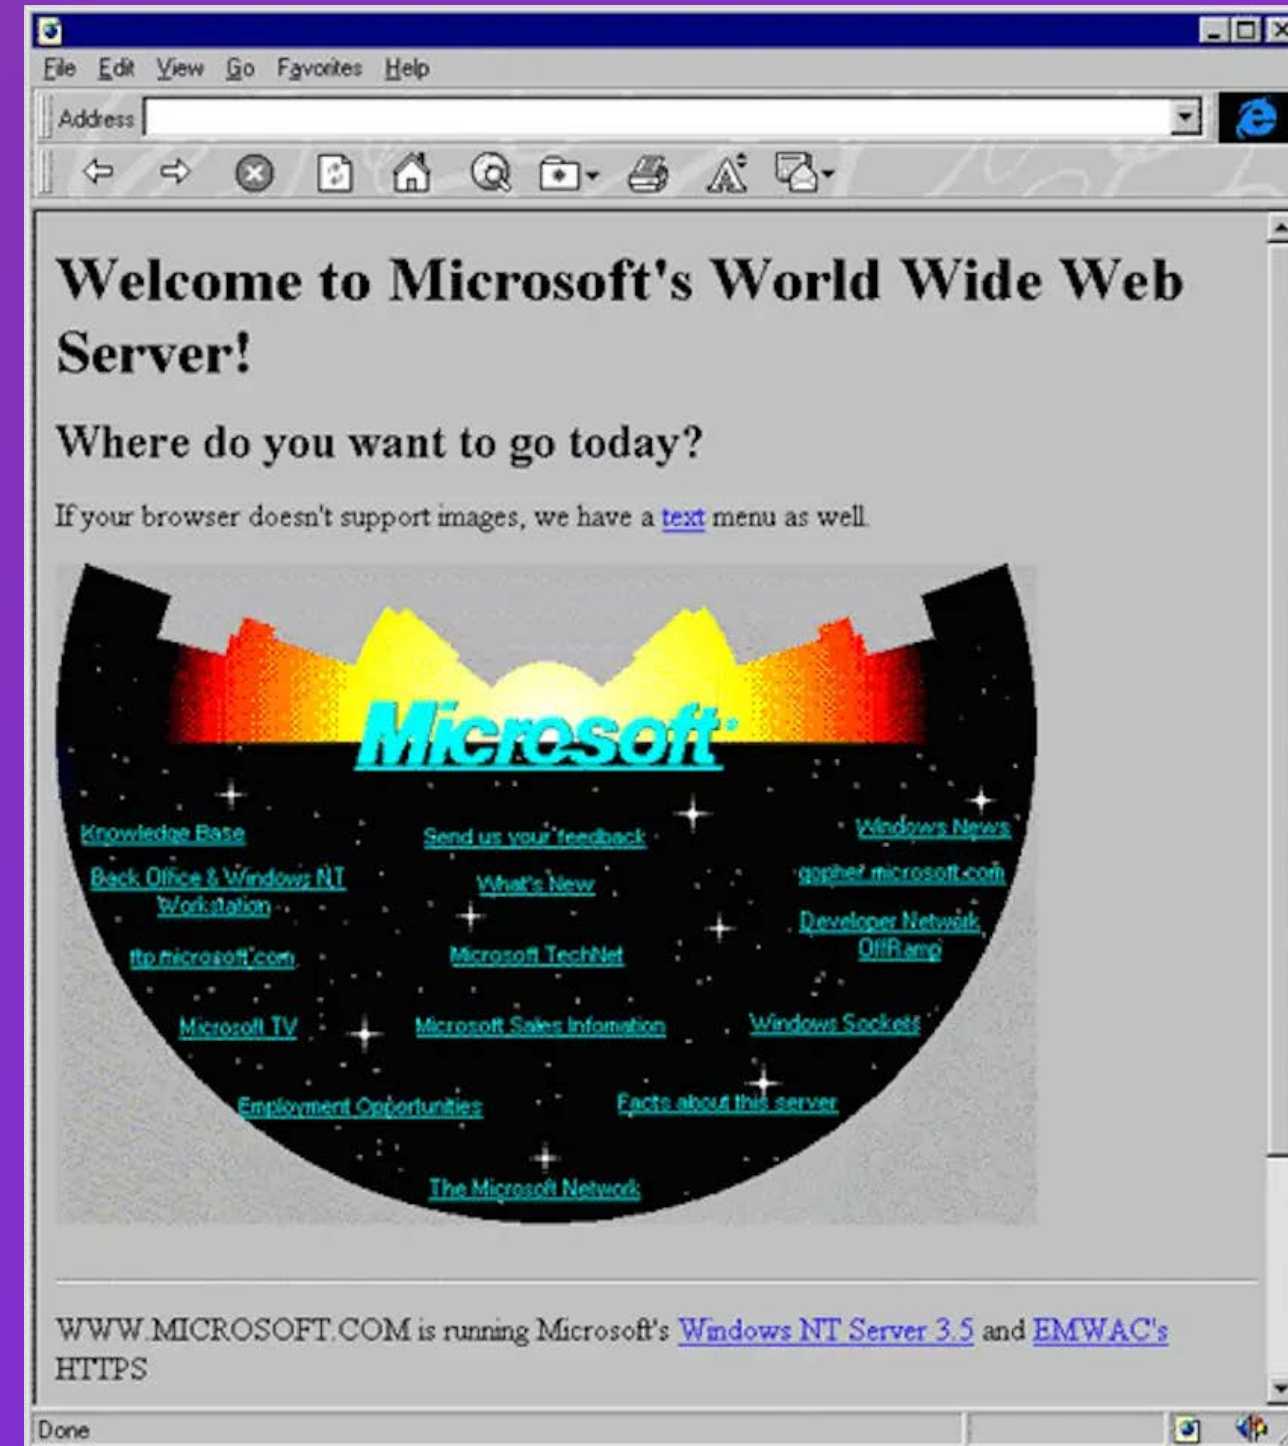 File Edit View Go Favorites Help
Address
Welcome to Microsoft's World Wide Web
Server!
Where do you want to go today?
If your browser doesn't support images, we have a text menu as well.
Microsoft
Knowledge Base
Send us your feedback
Windows News
Back Office & Windows NT
Workstation
What's New
gopher.microsoft.com
Developer Network
OffRamp
ftp.microsoft.com
Microsoft TechNet
Microsoft TV
Microsoft Sales Infomation
Windows Sockets
Employment Opportunities
Facts about this server
The Microsoft Network
WWW.MICROSOFT.COM is running Microsoft's Windows NT Server 3.5 and EMWAC's
HTTPS
Done